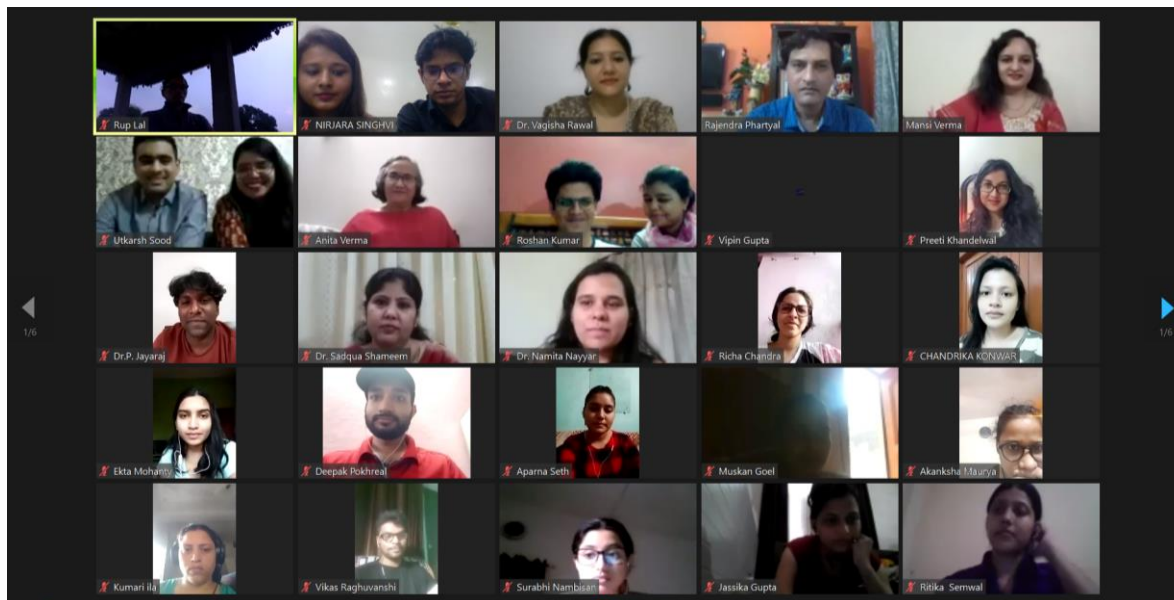 Rup Lal
NIRJARA SINGHVI
Dr. Vagisha Rawal
Rajendra Phartyal
Mansi Verma
Utkarsh Sood
Anita Verma
Roshan Kumar
Vipin Gupta
Preeti Khandelwal
Dr.P. Jayaraj
Dr. Sadqua Shameem
Dr. Namita Nayyar
Richa Chandra
CHANDRIKA KONWAR
Ekta Mohanty
Deepak Pokhreal
Aparna Seth
Muskan Goel
Akanksha Maurya
Kumari ila
Vikas Raghuvanshi
Surabhi Nambisan
Jassika Gupta
Ritika Semwal
1/6
1/6